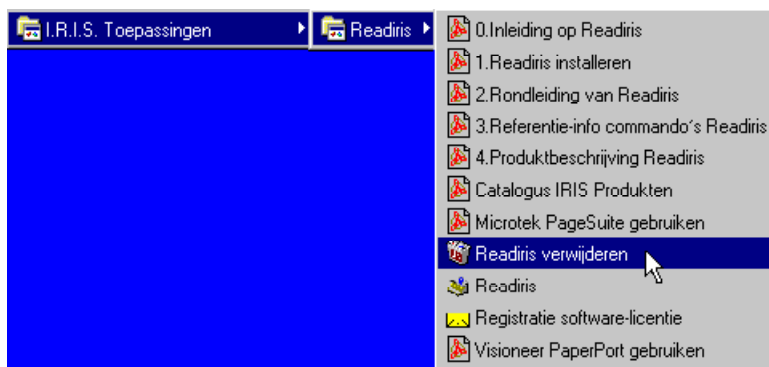 I.R.I.S. Toepassingen
Readiris
0.Inleiding op Readiris
1.Readiris installeren
2.Rondleiding van Readiris
3.Referentie-info commando´s Readiris
4.Produktbeschrijving Readiris
Catalogus IRIS Produkten
Microtek PageSuite gebruiken
Readiris verwijderen
Readiris
Registratie software-licentie
Visioneer PaperPort gebruiken